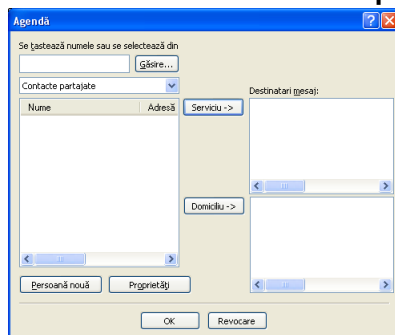 Agendă
Se tastează numele sau se selectează din
Găsire...
Contacte partajate
Destinatari mesaj:
Nume Adresă
Serviciu ->
Domiciliu ->
Persoană nouă Proprietăți
OK Revocare